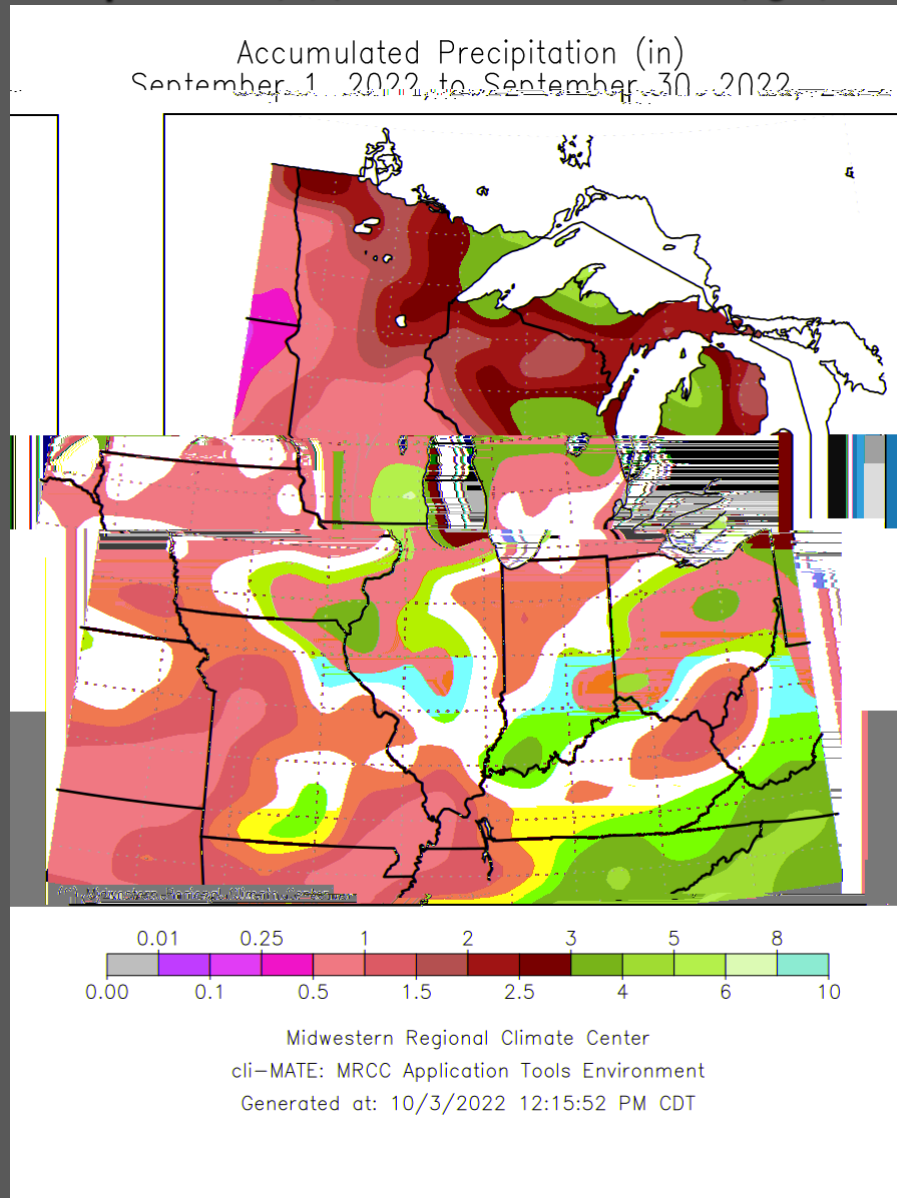 Accumulated Precipitation (in)
September 1, 2022 to September 30, 2022
0.01 0.25 1 2 3 5 8
0.00 0.1 0.5 1.5 2.5 4 6 10
Midwestern Regional Climate Center
cli-MATE: MRCC Application Tools Environment
Generated at: 10/3/2022 12:15:52 PM CDT